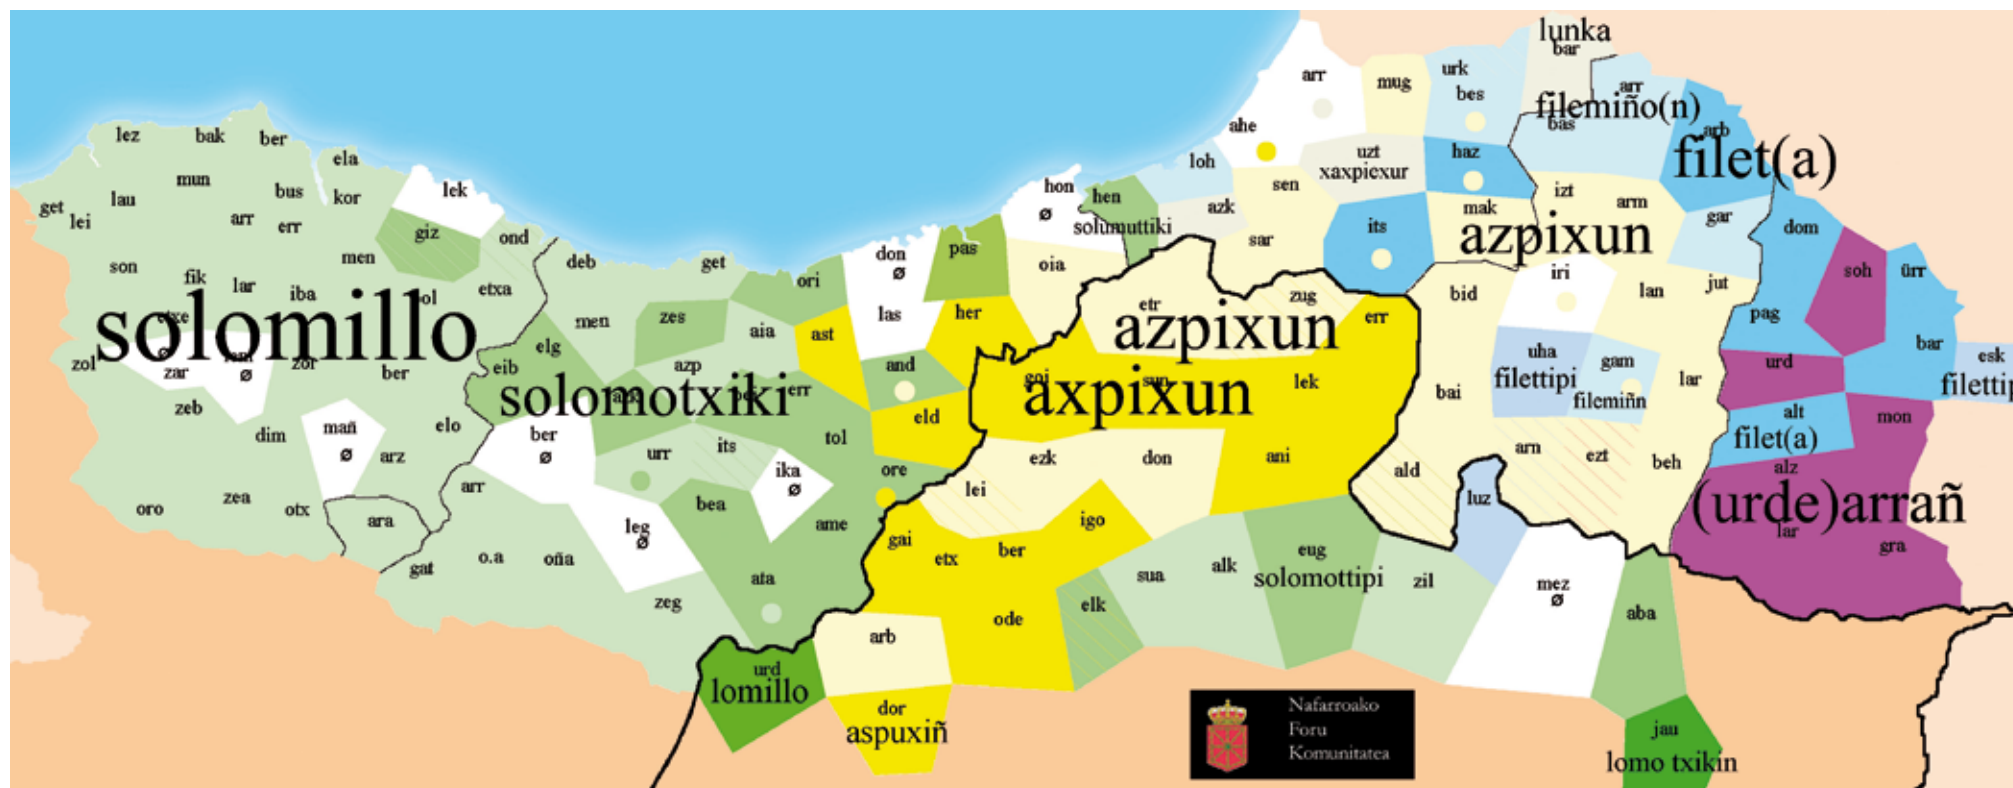 lunka
bar
arr
mug
urk
bes
arr
filemiño(n)
bas
arb
filet(a)
lez
bak
ber
ela
ahe
loh
uzt
xaxpiexur
haz
mun
bus
kor
lek
hon
ø
hen
sen
izt
arm
get
lei
lau
arr
err
giz
ond
solumuttiki
azk
sar
its
mak
azpixun
gar
dom
son
fik
lar
iba
men
etxa
deb
get
ori
don
ø
pas
oia
iri
lan
jut
soh
ürr
bid
etxe
solomillo
men
zes
aia
ast
las
her
etr
zug
azpixun
err
pag
bar
esk
filettip
zol
zar
ø
ø
zor
ber
eib
elg
azp
err
and
goi
sun
axpixun
lek
bai
uha
filettipi
gam
filemiñn
lar
urd
zeb
solomotxiki
eld
alt
filet(a)
mon
dim
mañ
ø
arz
elo
ber
ø
urr
its
ika
ø
tol
ore
ezk
don
ani
ald
arn
ezt
beh
alz
oro
zea
otx
ara
arr
leg
ø
bea
ame
lei
igo
luz
(urde)arrañ
lar
gra
gat
o.a
oña
ata
gai
etx
ber
sua
alk
eug
solomottipi
zil
mez
ø
zeg
elk
ode
aba
arb
urd
lomillo
dor
aspuxiñ
Nafarroako
Foru
Komunitatea
jau
lomo txikin